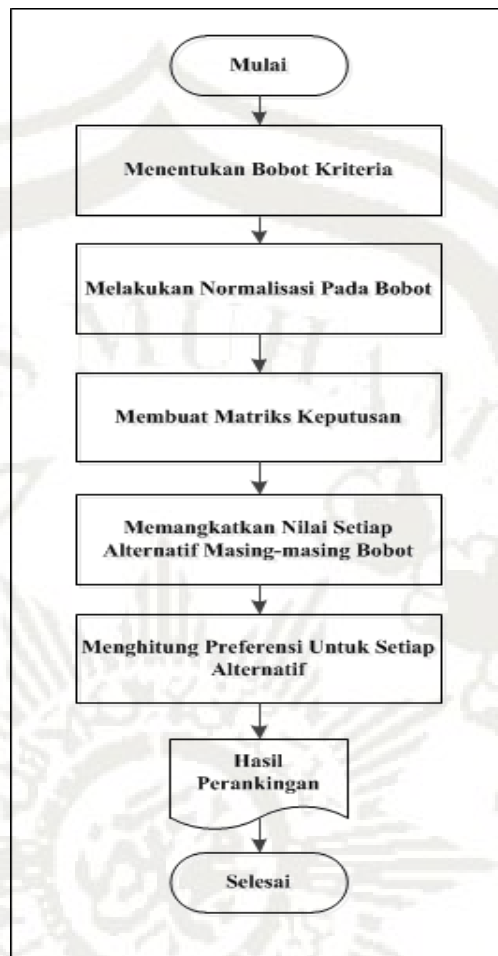 Mulai
Menentukan Bobot Kriteria
Melakukan Normalisasi Pada Bobot
Membuat Matriks Keputusan
Memangkatkan Nilai Setiap
Alternatif Masing-masing Bobot
Menghitung Preferensi Untuk Setiap
Alternatif
Hasil
Perankingan
Selesai